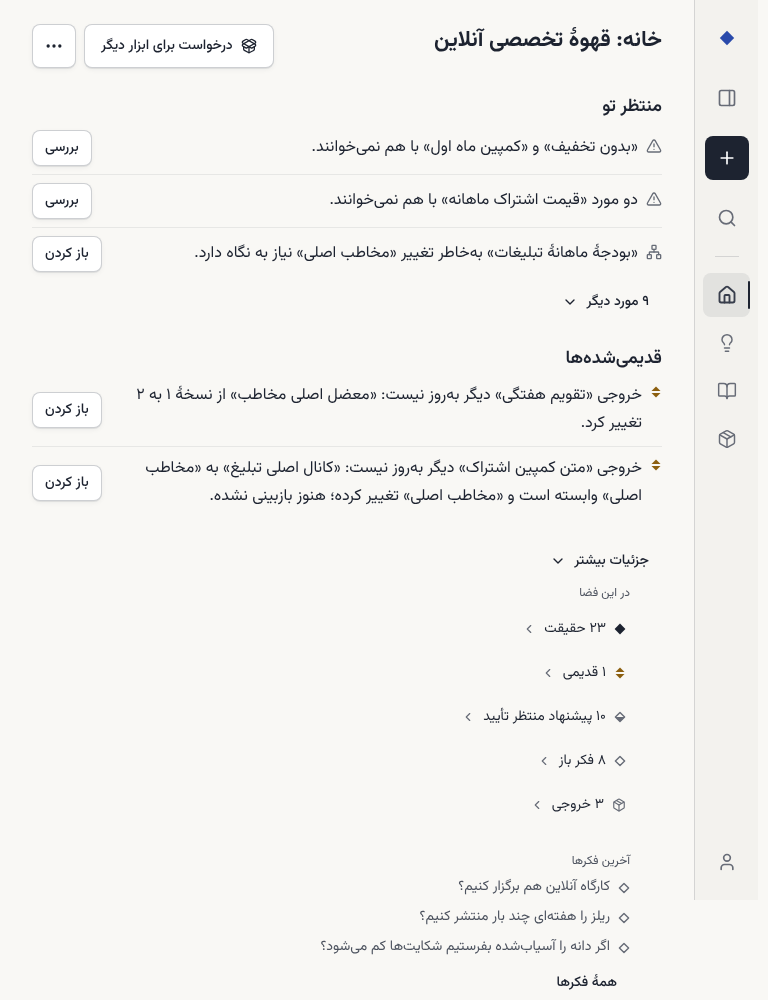 خانه: قهوهٔ تخصصی آنلاین
درخواست برای ابزار دیگر
منتظر تو
«بدون تخفیف» و «کمپین ماه اول» با هم نمی‌خوانند.
بررسی
دو مورد «قیمت اشتراک ماهانه» با هم نمی‌خوانند.
بررسی
«بودجهٔ ماهانهٔ تبلیغات» به‌خاطر تغییر «مخاطب اصلی» نیاز به نگاه دارد.
باز کردن
۹ مورد دیگر
قدیمی‌شده‌ها
خروجی «تقویم هفتگی» دیگر به‌روز نیست: «معضل اصلی مخاطب» از نسخهٔ ۱ به ۲
تغییر کرد.
باز کردن
خروجی «متن کمپین اشتراک» دیگر به‌روز نیست: «کانال اصلی تبلیغ» به «مخاطب
اصلی» وابسته است و «مخاطب اصلی» تغییر کرده؛ هنوز بازبینی نشده.
باز کردن
جزئیات بیشتر
در این فضا
۲۳ حقیقت
۱ قدیمی
۱۰ پیشنهاد منتظر تأیید
۸ فکر باز
۳ خروجی
آخرین فکرها
کارگاه آنلاین هم برگزار کنیم؟
ریلز را هفته‌ای چند بار منتشر کنیم؟
اگر دانه را آسیاب‌شده بفرستیم شکایت‌ها کم می‌شود؟
همهٔ فکرها